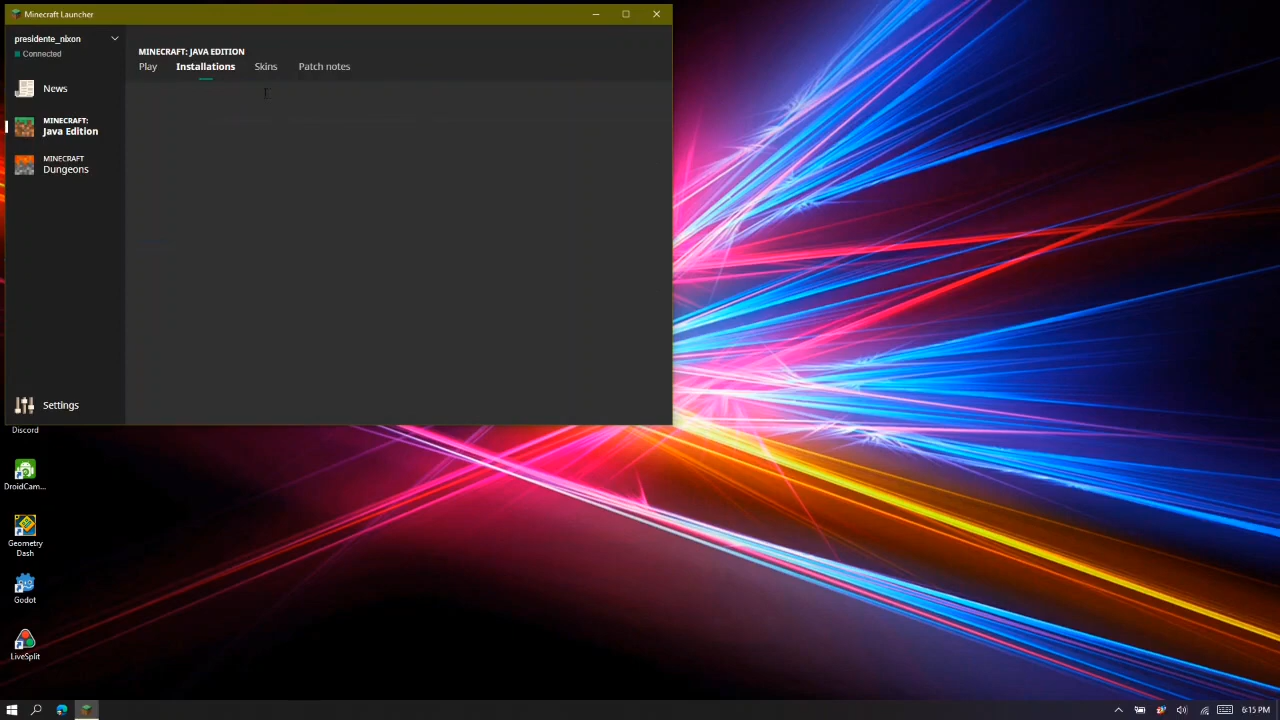 Minecraft Launcher
presidente_nixon
Connected
News
MINECRAFT:
Java Edition
MINECRAFT
Dungeons
Settings
MINECRAFT: JAVA EDITION
Play Installations Skins Patch notes
Discord
DroidCam...
Geometry
Dash
Godot
LiveSplit
6:15 PM